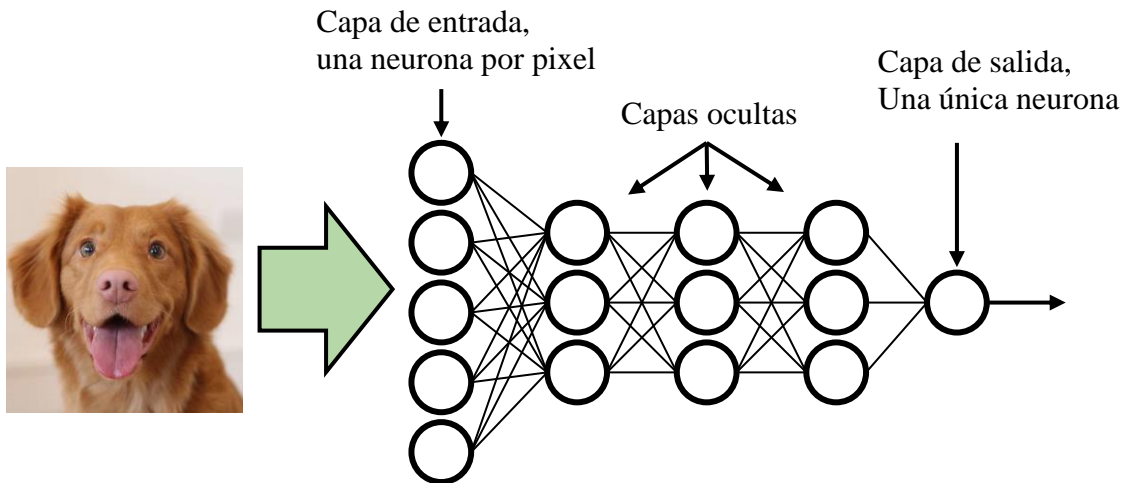 Capa de entrada,
una neurona por pixel
Capas ocultas
Capa de salida,
Una única neurona